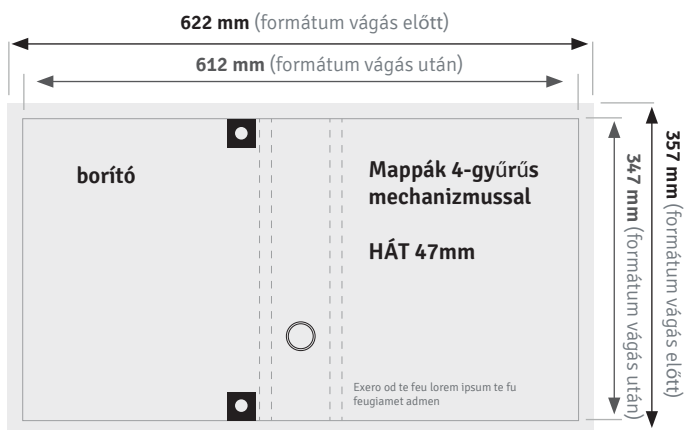 622 mm (formátum vágás előtt)
612 mm (formátum vágás után)
borító
Mappák 4-gyűrűs
mechanizmussal
HÁT 47mm
Exero od te feu lorem ipsum te fu
feugiamet admen
347 mm (formátum vágás után)
357 mm (formátum vágás előtt)